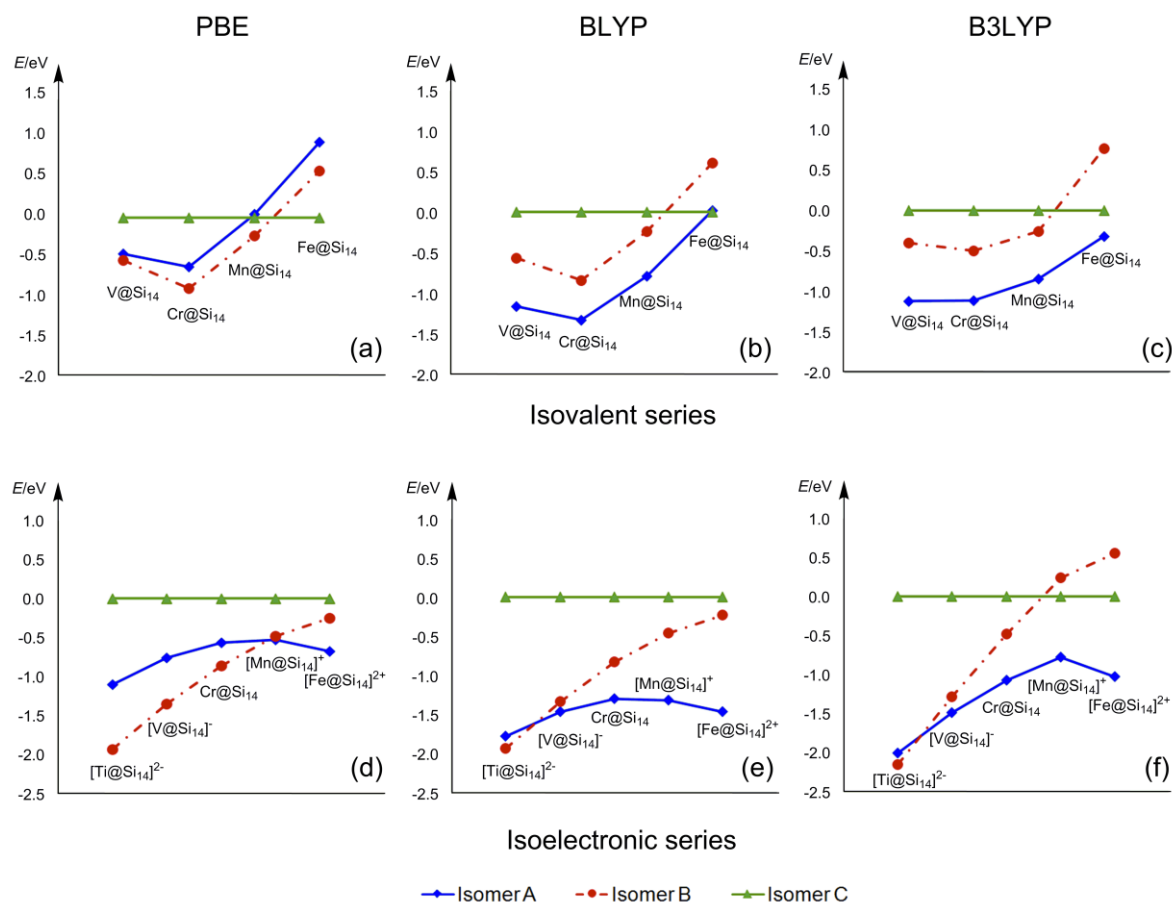 PBE
BLYP
B3LYP
E/eV
1.5
1.0
0.5
0.0
-0.5
-1.0
-1.5
-2.0
V@Si14
Cr@Si14
Mn@Si14
Fe@Si14
(a)
E/eV
1.5
1.0
0.5
0.0
-0.5
-1.0
-1.5
-2.0
V@Si14
Cr@Si14
Mn@Si14
Fe@Si14
(b)
E/eV
1.5
1.0
0.5
0.0
-0.5
-1.0
-1.5
-2.0
V@Si14
Cr@Si14
Mn@Si14
Fe@Si14
(c)
Isovalent series
E/eV
1.0
0.5
0.0
-0.5
-1.0
-1.5
-2.0
-2.5
[Ti@Si14]2-
[V@Si14]-
Cr@Si14
[Mn@Si14]+
[Fe@Si14]2+
(d)
E/eV
1.0
0.5
0.0
-0.5
-1.0
-1.5
-2.0
-2.5
[Ti@Si14]2-
[V@Si14]-
Cr@Si14
[Mn@Si14]+
[Fe@Si14]2+
(e)
E/eV
1.0
0.5
0.0
-0.5
-1.0
-1.5
-2.0
-2.5
[Ti@Si14]2-
[V@Si14]-
Cr@Si14
[Mn@Si14]+
[Fe@Si14]2+
(f)
Isoelectronic series
Isomer A
Isomer B
Isomer C